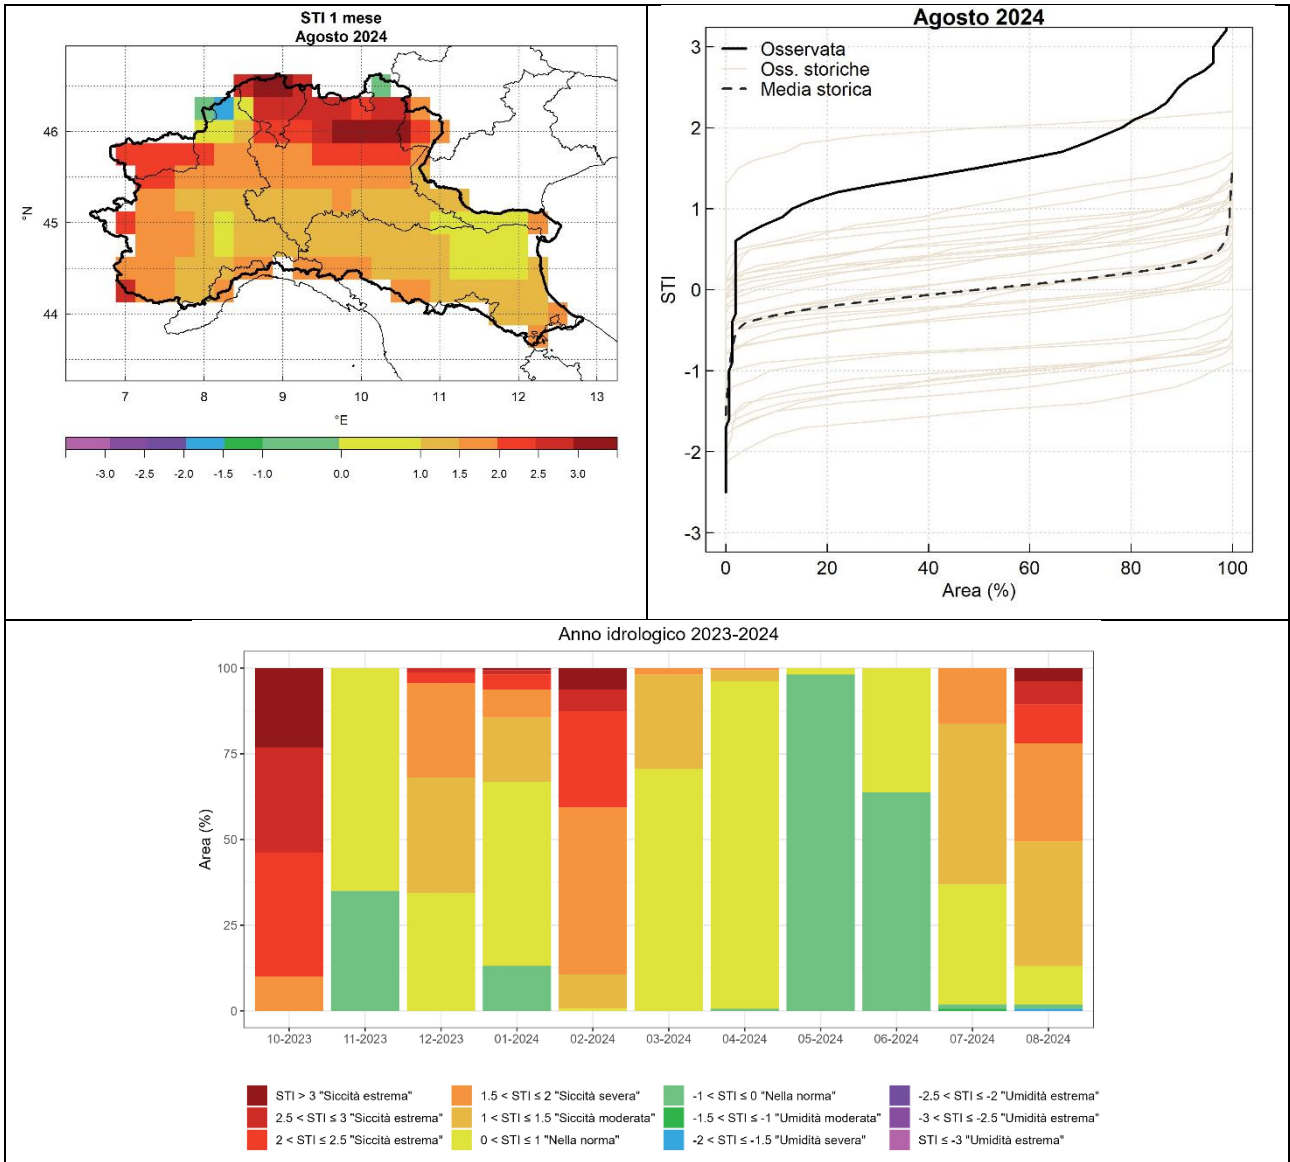 STI 1 mese
Agosto 2024
46
45
44
°N
7 8 9 10 11 12 13
°E
-3.0 -2.5 -2.0 -1.5 -1.0 0.0 1.0 1.5 2.0 2.5 3.0
Agosto 2024
Osservata
Oss. storiche
Media storica
3
2
1
0
-1
-2
-3
STI
0 20 40 60 80 100
Area (%)
Anno idrologico 2023-2024
100
75
50
25
0
Area (%)
10-2023 11-2023 12-2023 01-2024 02-2024 03-2024 04-2024 05-2024 06-2024 07-2024 08-2024
STI > 3 "Siccità estrema" 1.5 < STI ≤ 2 "Siccità severa" -1 < STI ≤ 0 "Nella norma" -2.5 < STI ≤ -2 "Umidità estrema"
2.5 < STI ≤ 3 "Siccità estrema" 1 < STI ≤ 1.5 "Siccità moderata" -1.5 < STI ≤ -1 "Umidità moderata" -3 < STI ≤ -2.5 "Umidità estrema"
2 < STI ≤ 2.5 "Siccità estrema" 0 < STI ≤ 1 "Nella norma" -2 < STI ≤ -1.5 "Umidità severa" STI ≤ -3 "Umidità estrema"